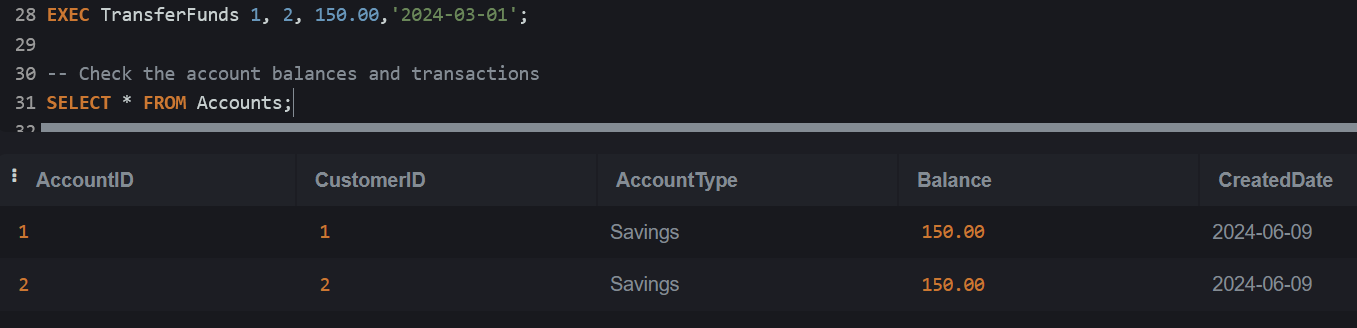 28 EXEC TransferFunds 1, 2, 150.00,'2024-03-01';
29
30 -- Check the account balances and transactions
31 SELECT * FROM Accounts;
32
AccountID CustomerID AccountType Balance CreatedDate
1 1 Savings 150.00 2024-06-09
2 2 Savings 150.00 2024-06-09